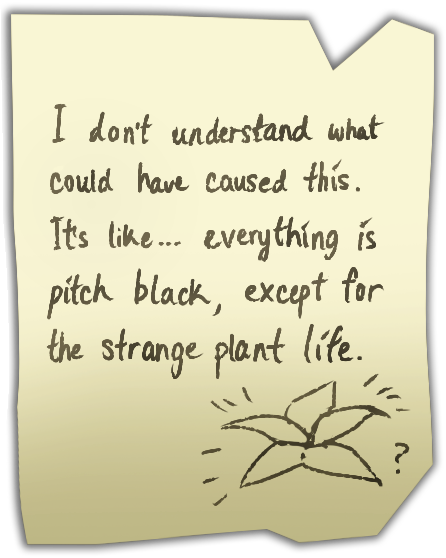 I don't understand what
could have caused this.
It's like... everything is
pitch black, except for
the strange plant life.
?